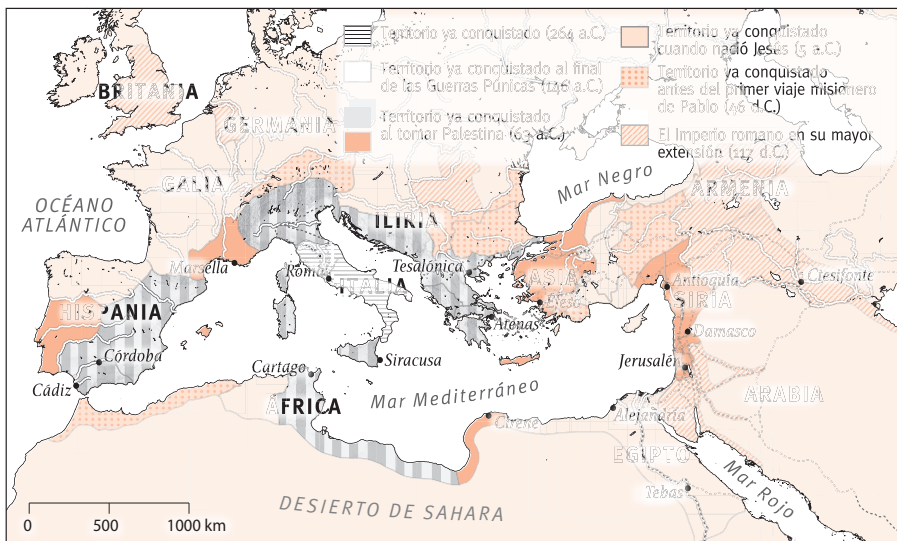 Territorio ya conquistado (264 a.C.)
Territorio ya conquistado al final
de las Guerras Púnicas (146 a.C.)
Territorio ya conquistado
al tomar Palestina (63 a.C.)
Territorio ya conquistado
cuando nació Jesús (5 a.C.)
Territorio ya conquistado
antes del primer viaje misionero
de Pablo (46 d.C.)
El Imperio romano en su mayor
extensión (117 d.C.)
BRITANIA
GERMANIA
GALIA
OCÉANO
ATLÁNTICO
Mar Negro
ARMENIA
ILIRIA
Marsella
Roma
ITALIA
Tesalónica
ASIA
Éfeso
Antioquía
Ctesifonte
SIRIA
HISPANIA
Atenas
Damasco
Córdoba
Siracusa
Cartago
Jerusalén
Cádiz
Mar Mediterráneo
ARABIA
AFRICA
Cirene
Alejandría
EGIPTO
Mar Rojo
Tebas
DESIERTO DE SAHARA
0 500 1000 km